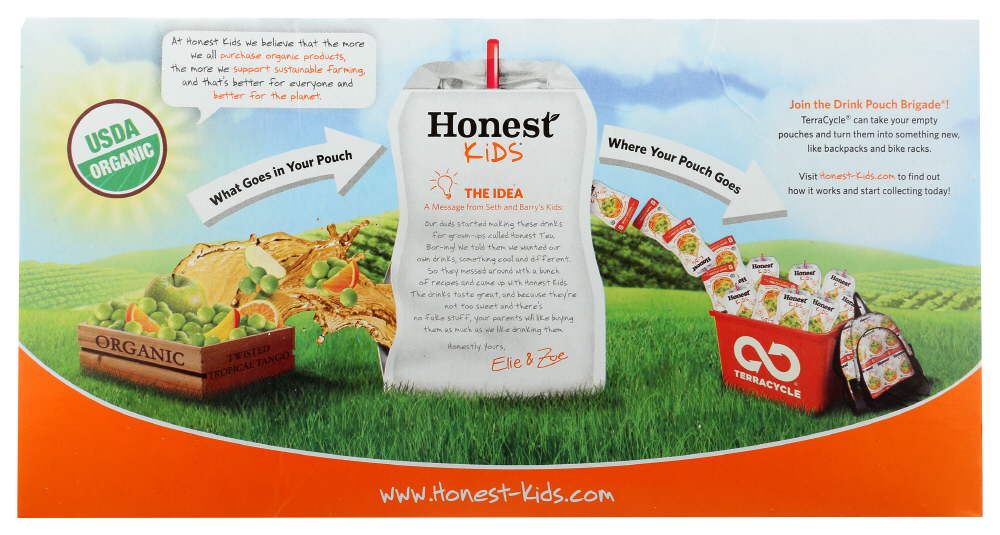 At Honest Kids we believe that the more
we all purchase organic products,
the more we support sustainable farming,
and that's better for everyone and
better for the planet.
USDA
ORGANIC
What Goes in Your Pouch
ORGANIC
TWISTED
TROPICAL TANGO
Honest
KiDS®
THE IDEA
A Message from Seth and Barry's Kids:
Our dads started making these drinks
for grown-ups called Honest Tea.
Bor-ing! We told them we wanted our
own drinks, something cool and different.
So they messed around with a bunch
of recipes and came up with Honest Kids.
The drinks taste great, and because they're
not too sweet and there's
no fake stuff, your parents will like buying
them as much as we like drinking them.
Honestly yours,
Elie & Zoe
Where Your Pouch Goes
Join the Drink Pouch Brigade®!
TerraCycle® can take your empty
pouches and turn them into something new,
like backpacks and bike racks.
Visit Honest-Kids.com to find out
how it works and start collecting today!
Honest
KiDS
Honest
Honest
Honest
Honest
KiDS
Honest
TERRACYCLE®
www.Honest-Kids.com